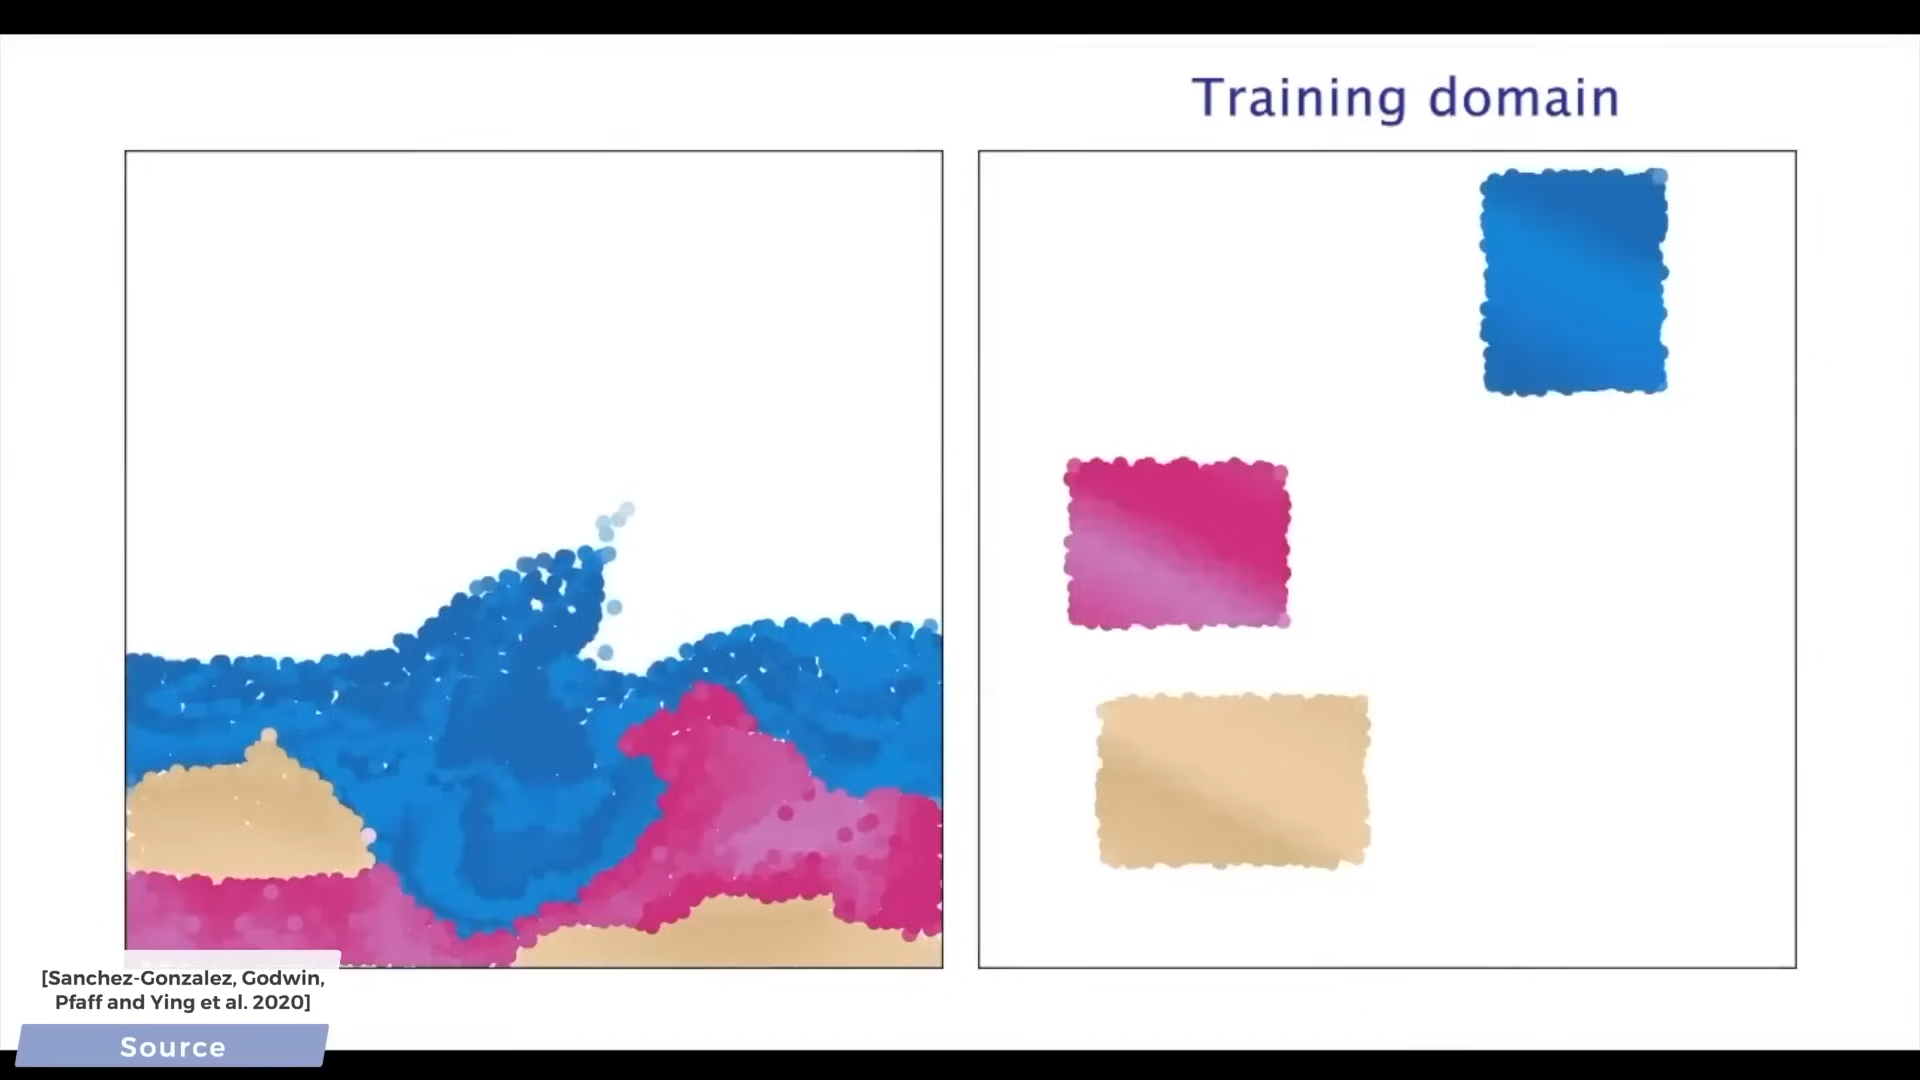 Training domain
[Sanchez-Gonzalez, Godwin,
Pfaff and Ying et al. 2020]
Source